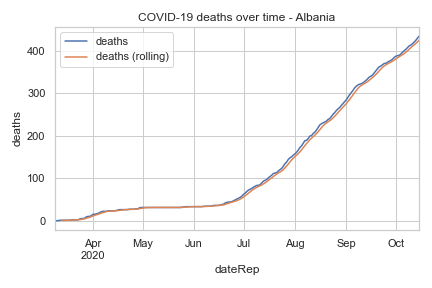 COVID-19 deaths over time - Albania
deaths
deaths (rolling)
400
300
200
100
0
deaths
Apr
2020
May
Jun
Jul
Aug
Sep
Oct
dateRep